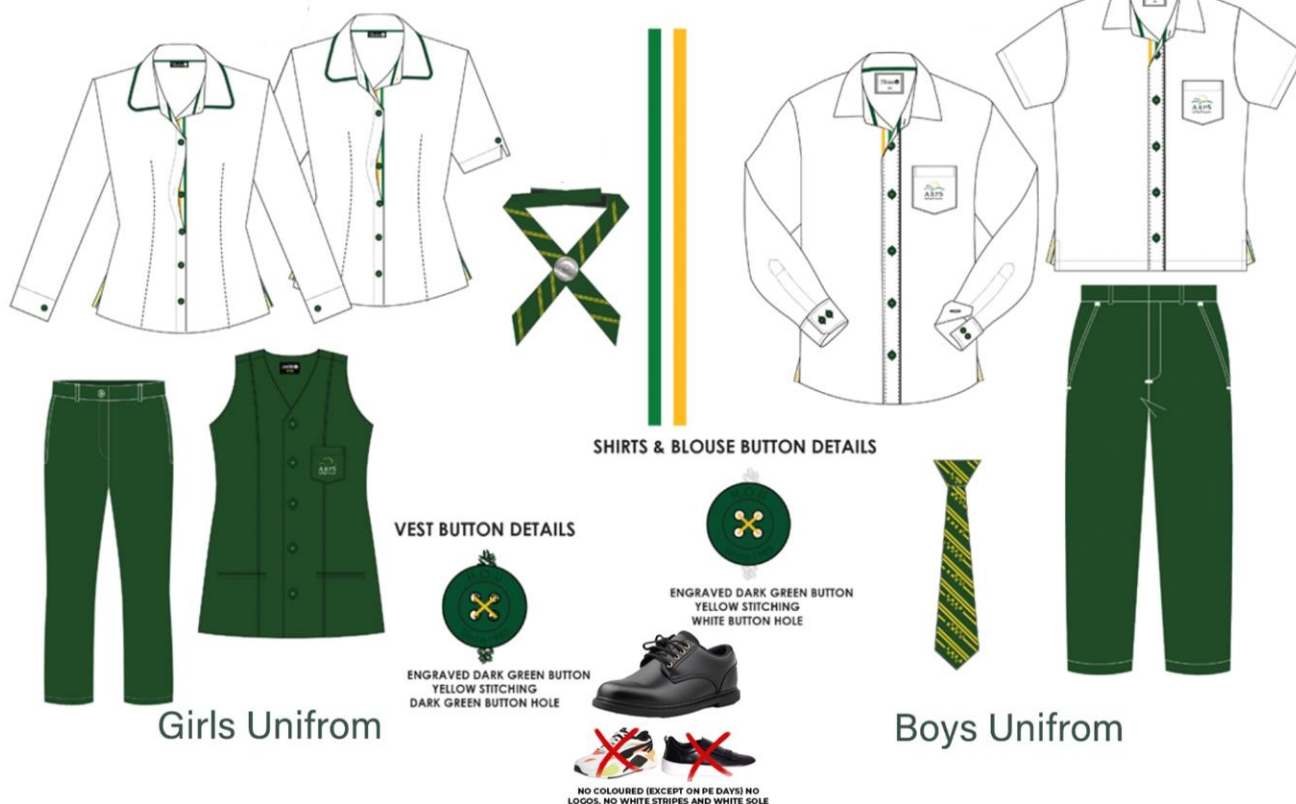 SHIRTS & BLOUSE BUTTON DETAILS
VEST BUTTON DETAILS
H.O.U
ENGRAVED DARK GREEN BUTTON
YELLOW STITCHING
WHITE BUTTON HOLE
H.O.U
ENGRAVED DARK GREEN BUTTON
YELLOW STITCHING
DARK GREEN BUTTON HOLE
Girls Unifrom
Boys Unifrom
NO COLOURED (EXCEPT ON PE DAYS) NO
LOGOS, NO WHITE STRIPES AND WHITE SOLE